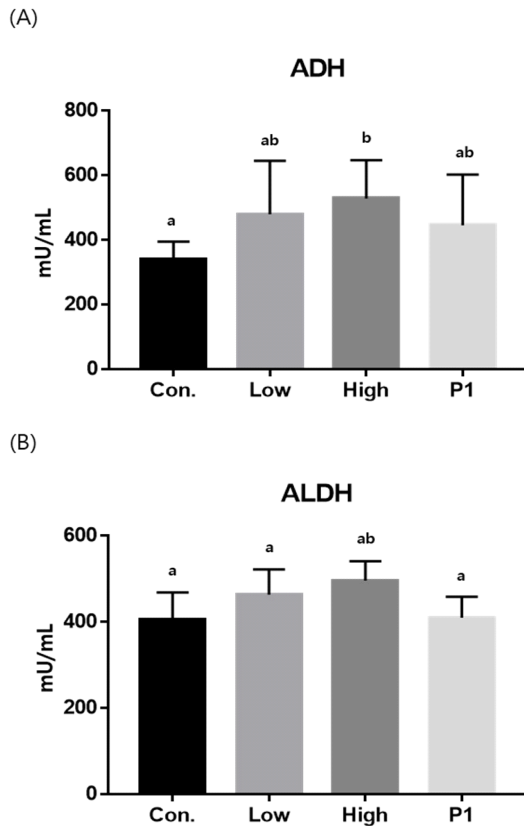 (A)
ADH
800
600
400
200
0
mU/mL
a
ab
b
ab
Con. Low High P1
(B)
ALDH
600
400
200
0
mU/mL
a
a
ab
a
Con. Low High P1